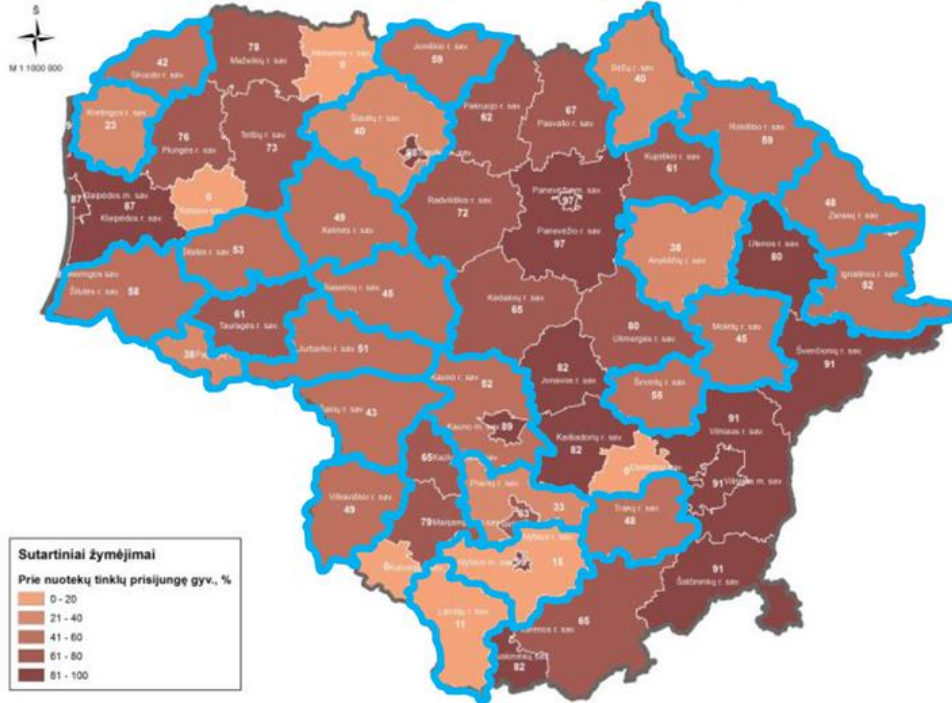 Š
M 1:1800 000
42
Skuodo r. sav.
78
Mažeikių r. sav.
0
Joniškio r. sav.
59
Biržų r. sav.
40
Kretingos r. sav.
23
76
Plungės r. sav.
Telšių r. sav.
73
Šiaulių r. sav.
40
Pakruojo r. sav.
62
67
Pasvalio r. sav.
Rokiškio r. sav.
59
Kupiškio r. sav.
61
0
Klaipėdos m. sav.
87
87
Klaipėdos r. sav.
49
Kelmės r. sav.
Radviliškio r. sav.
72
Panevėžio m. sav.
97
Panevėžio r. sav.
97
48
Zarasų r. sav.
38
Anykščių r. sav.
Utenos r. sav.
80
Ignalinos r. sav.
52
Šilalės r. sav.
53
Šilutės r. sav.
58
Raseinių r. sav.
45
61
Tauragės r. sav.
Kėdainių r. sav.
65
80
Ukmergės r. sav.
Molėtų r. sav.
45
Švenčionių r. sav.
91
38
Jurbarko r. sav.
51
Kauno r. sav.
52
82
Jonavos r. sav.
Širvintų r. sav.
55
Šakių r. sav.
43
Kauno m. sav.
89
Kaišiadorių r. sav.
82
91
Vilniaus r. sav.
0
91
Vilniaus m. sav.
65
Vilkaviškio r. sav.
49
Prienų r. sav.
33
63
79
Trakų r. sav.
48
0
Alytaus r. sav.
15
Alytaus m. sav.
91
Šalčininkų r. sav.
Lazdijų r. sav.
11
65
Varėnos r. sav.
82
Sutartiniai žymėjimai
Prie nuotekų tinklų prisijungę gyv., %
0 - 20
21 - 40
41 - 60
61 - 80
81 - 100